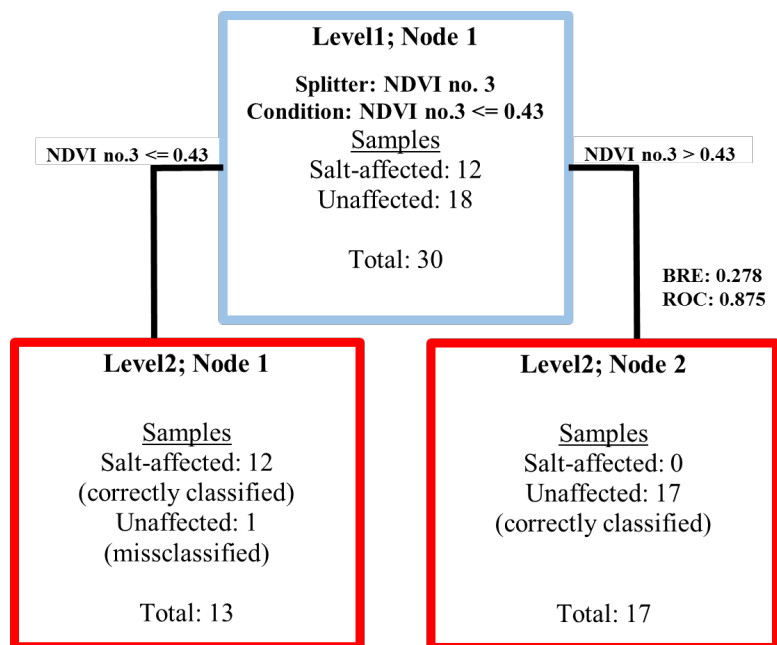 Level1; Node 1
Splitter: NDVI no. 3
Condition: NDVI no.3 <= 0.43
Samples
Salt-affected: 12
Unaffected: 18
Total: 30
NDVI no.3 <= 0.43
NDVI no.3 > 0.43
BRE: 0.278
ROC: 0.875
Level2; Node 1
Samples
Salt-affected: 12
(correctly classified)
Unaffected: 1
(missclassified)
Total: 13
Level2; Node 2
Samples
Salt-affected: 0
Unaffected: 17
(correctly classified)
Total: 17